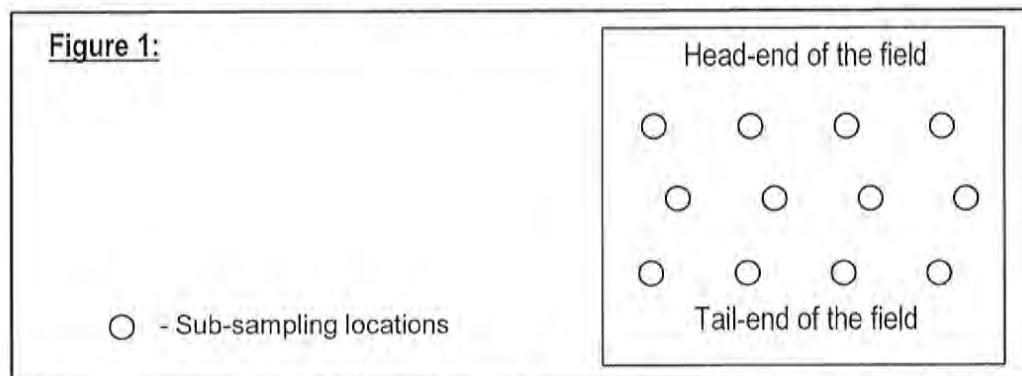 Figure 1:
Head-end of the field
Tail-end of the field
- Sub-sampling locations